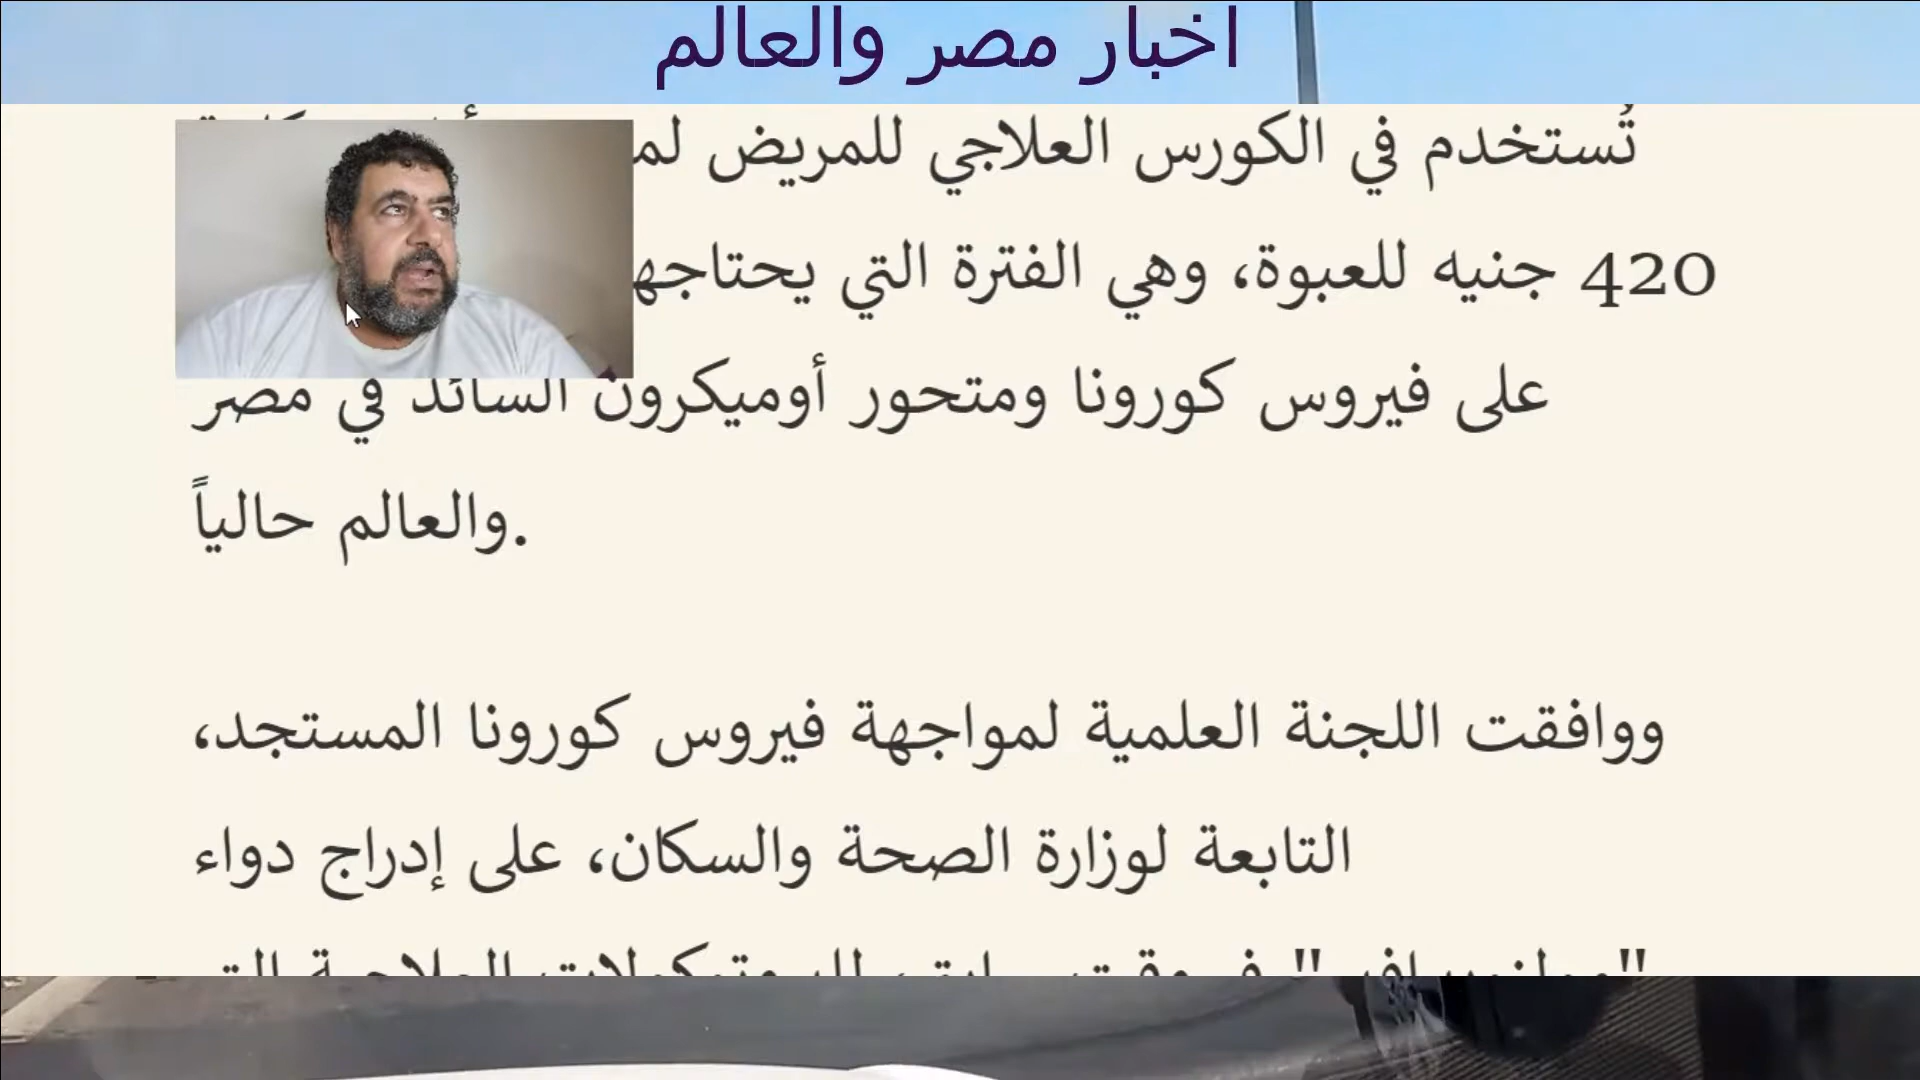 اخبار مصر والعالم
تُستخدم في الكورس العلاجي للمريض
420 جنيه للعبوة، وهي الفترة التي
على فيروس كورونا ومتحور أوميكرون السائد في مصر
والعالم حالياً.
ووافقت اللجنة العلمية لمواجهة فيروس كورونا المستجد،
التابعة لوزارة الصحة والسكان، على إدراج دواء